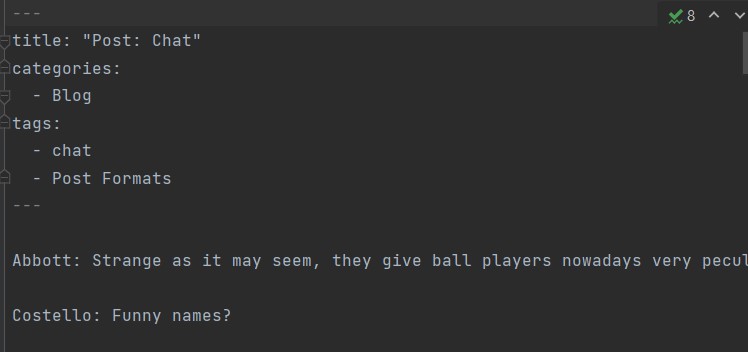 ---
8
title: "Post: Chat"
categories:
  - Blog
tags:
  - chat
  - Post Formats
---
Abbott: Strange as it may seem, they give ball players nowadays very
Costello: Funny names?